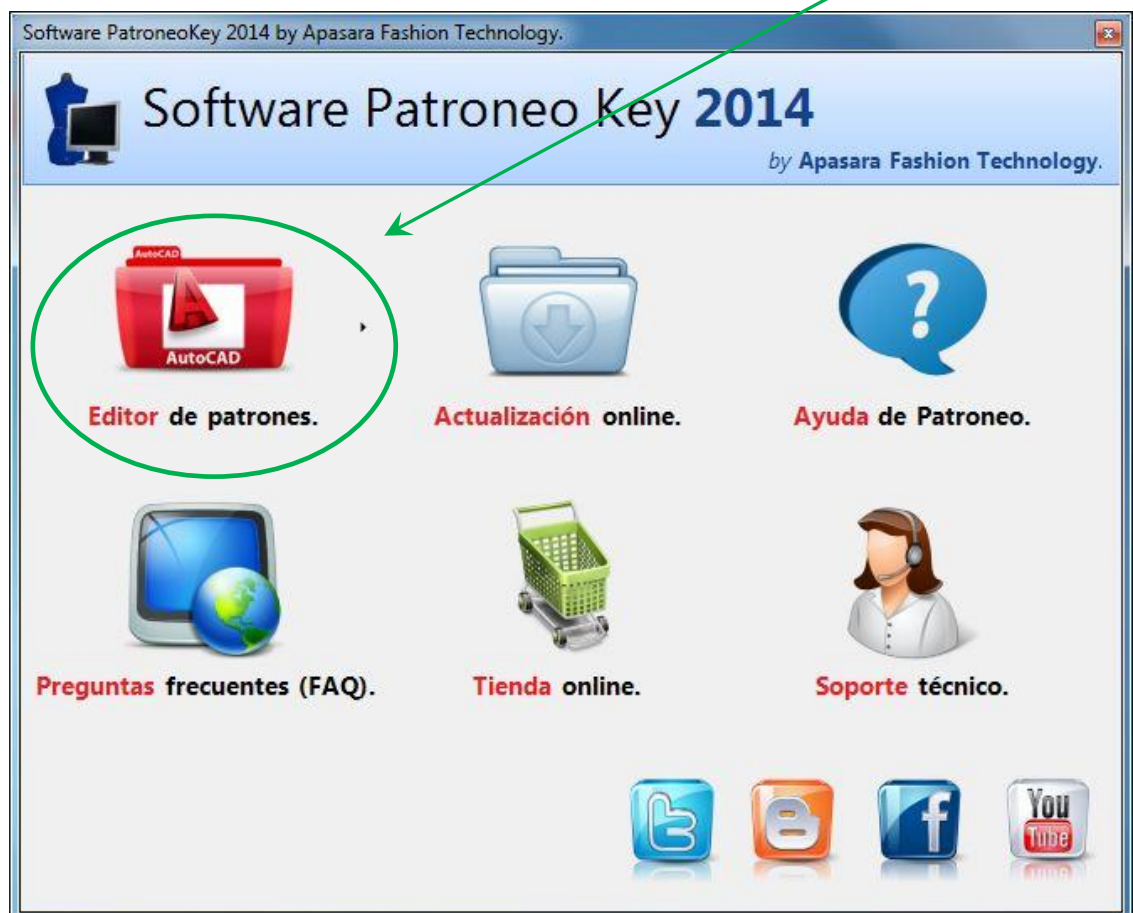 Software PatroneoKey 2014 by Apasara Fashion Technology.
Software Patroneo Key 2014
by Apasara Fashion Technology.
AutoCAD
A
AutoCAD
?
Editor de patrones.
Actualización online.
Ayuda de Patroneo.
Preguntas frecuentes (FAQ).
Tienda online.
Soporte técnico.
You
Tube